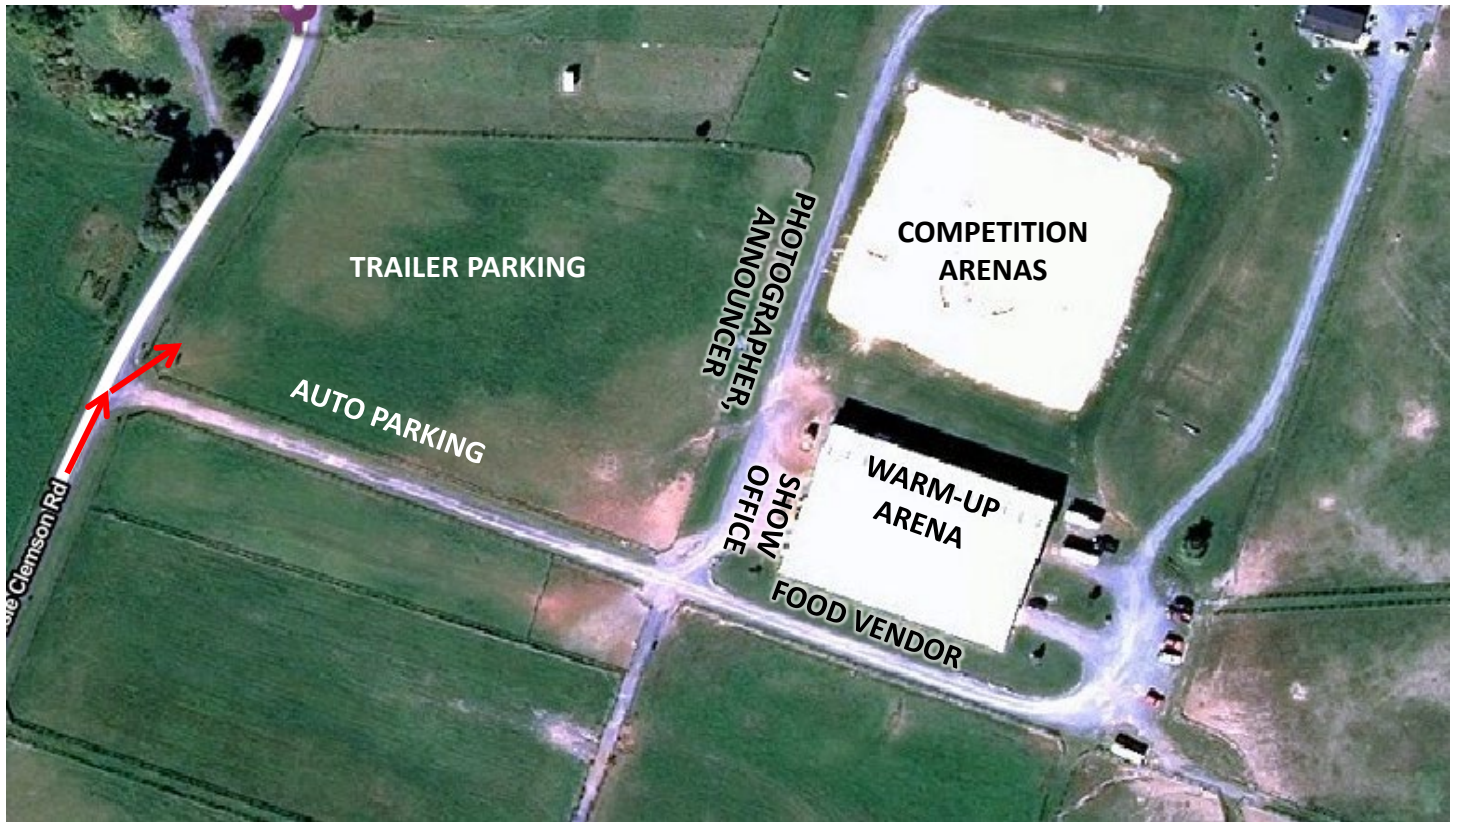 TRAILER PARKING
AUTO PARKING
PHOTOGRAPHER,
ANNOUNCER
COMPETITION
ARENAS
WARM-UP
ARENA
SHOW
OFFICE
FOOD VENDOR
Clemson Rd